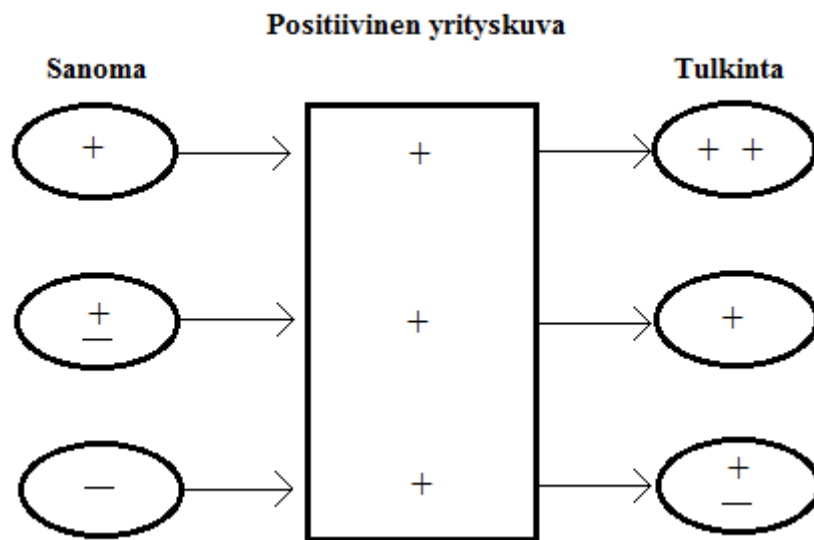 Positiivinen yrityskuva
Sanoma Tulkinta
+ + + +
+
− + +
− + +
−